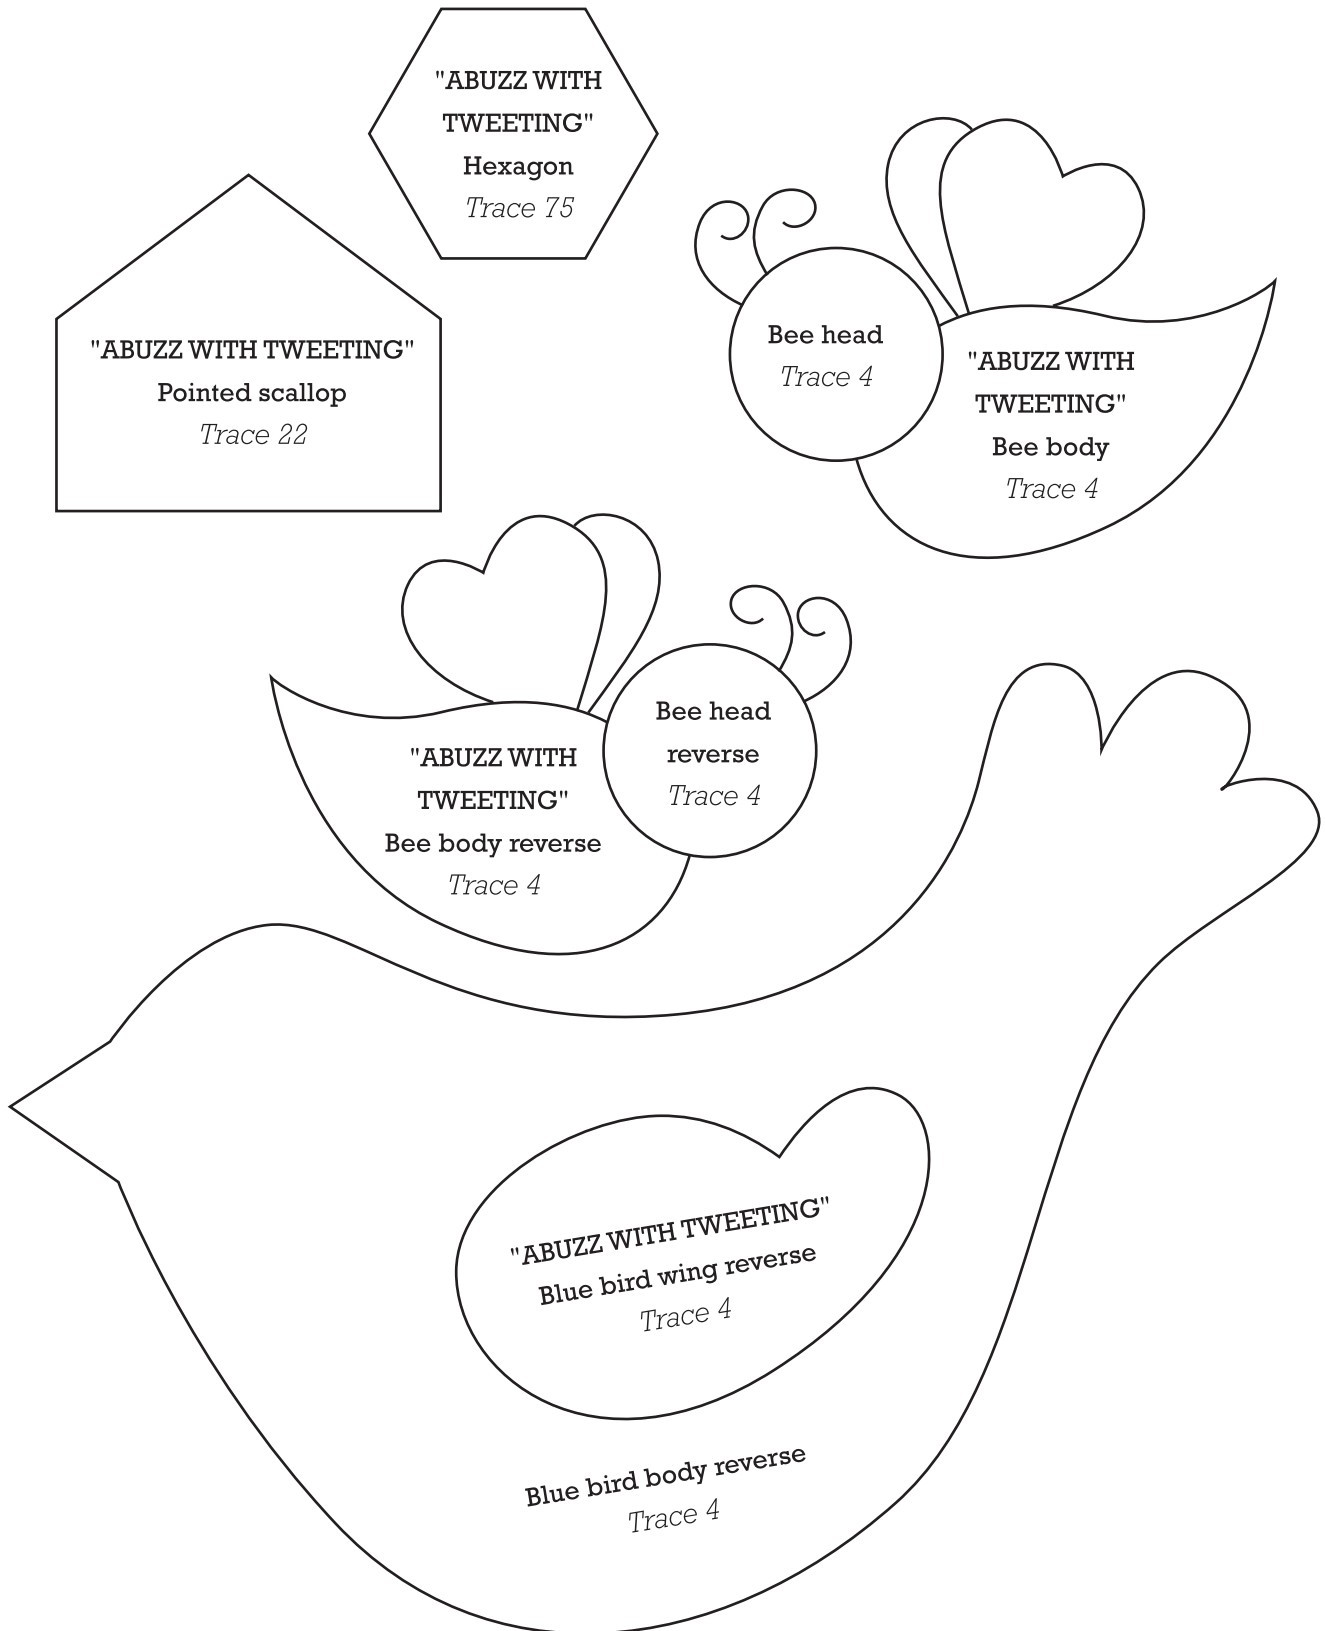 "ABUZZ WITH
TWEETING"
Hexagon
Trace 75
"ABUZZ WITH TWEETING"
Pointed scallop
Trace 22
Bee head
Trace 4
"ABUZZ WITH
TWEETING"
Bee body
Trace 4
"ABUZZ WITH
TWEETING"
Bee body reverse
Trace 4
Bee head
reverse
Trace 4
"ABUZZ WITH TWEETING"
Blue bird wing reverse
Trace 4
Blue bird body reverse
Trace 4